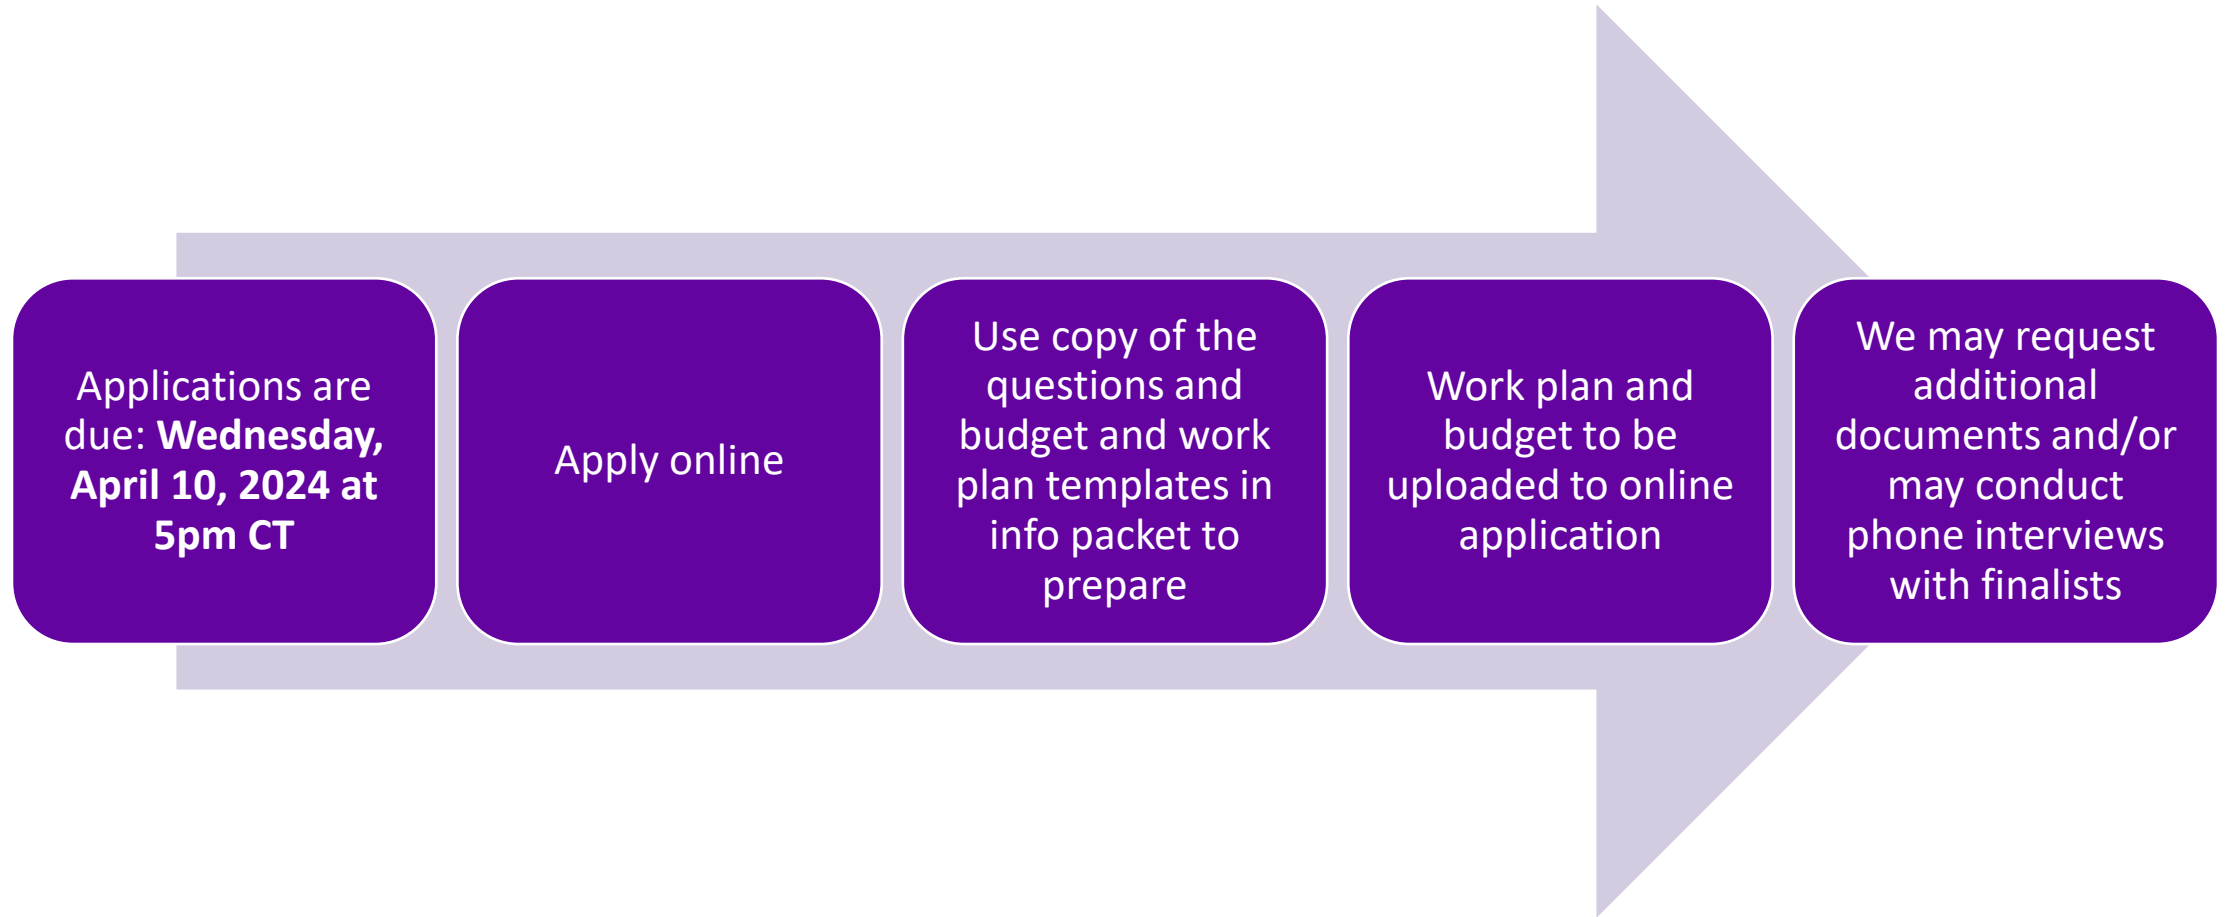 Applications are
due: Wednesday,
April 10, 2024 at
5pm CT
Apply online
Use copy of the
questions and
budget and work
plan templates in
info packet to
prepare
Work plan and
budget to be
uploaded to online
application
We may request
additional
documents and/or
may conduct
phone interviews
with finalists